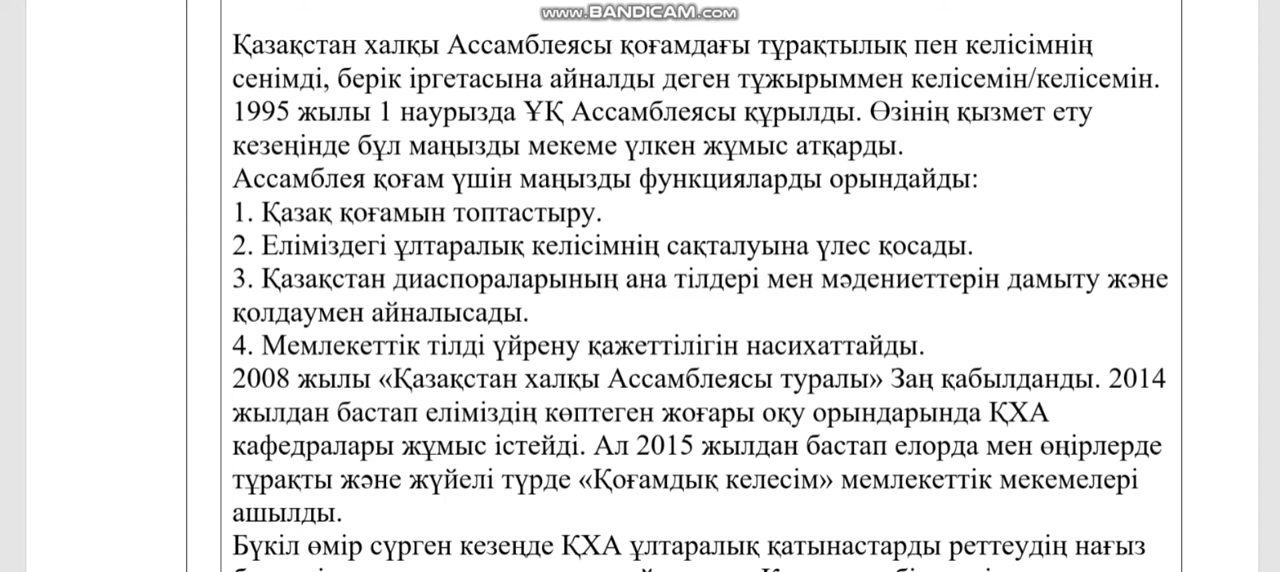 www.BANDICAM.com
Қазақстан халқы Ассамблеясы қоғамдағы тұрақтылық пен келісімнің
сенімді, берік іргетасына айналды деген тұжырыммен келісемін/келісемін.
1995 жылы 1 наурызда ҰҚ Ассамблеясы құрылды. Өзінің қызмет ету
кезеңінде бұл маңызды мекеме үлкен жұмыс атқарды.
Ассамблея қоғам үшін маңызды функцияларды орындайды:
1. Қазақ қоғамын топтастыру.
2. Еліміздегі ұлтаралық келісімнің сақталуына үлес қосады.
3. Қазақстан диаспораларының ана тілдері мен мәдениеттерін дамыту және
қолдаумен айналысады.
4. Мемлекеттік тілді үйрену қажеттілігін насихаттайды.
2008 жылы «Қазақстан халқы Ассамблеясы туралы» Заң қабылданды. 2014
жылдан бастап еліміздің көптеген жоғары оқу орындарында ҚХА
кафедралары жұмыс істейді. Ал 2015 жылдан бастап елорда мен өңірлерде
тұрақты және жүйелі түрде «Қоғамдық келесім» мемлекеттік мекемелері
ашылды.
Бүкіл өмір сүрген кезеңде ҚХА ұлтаралық қатынастарды реттеудің нағыз